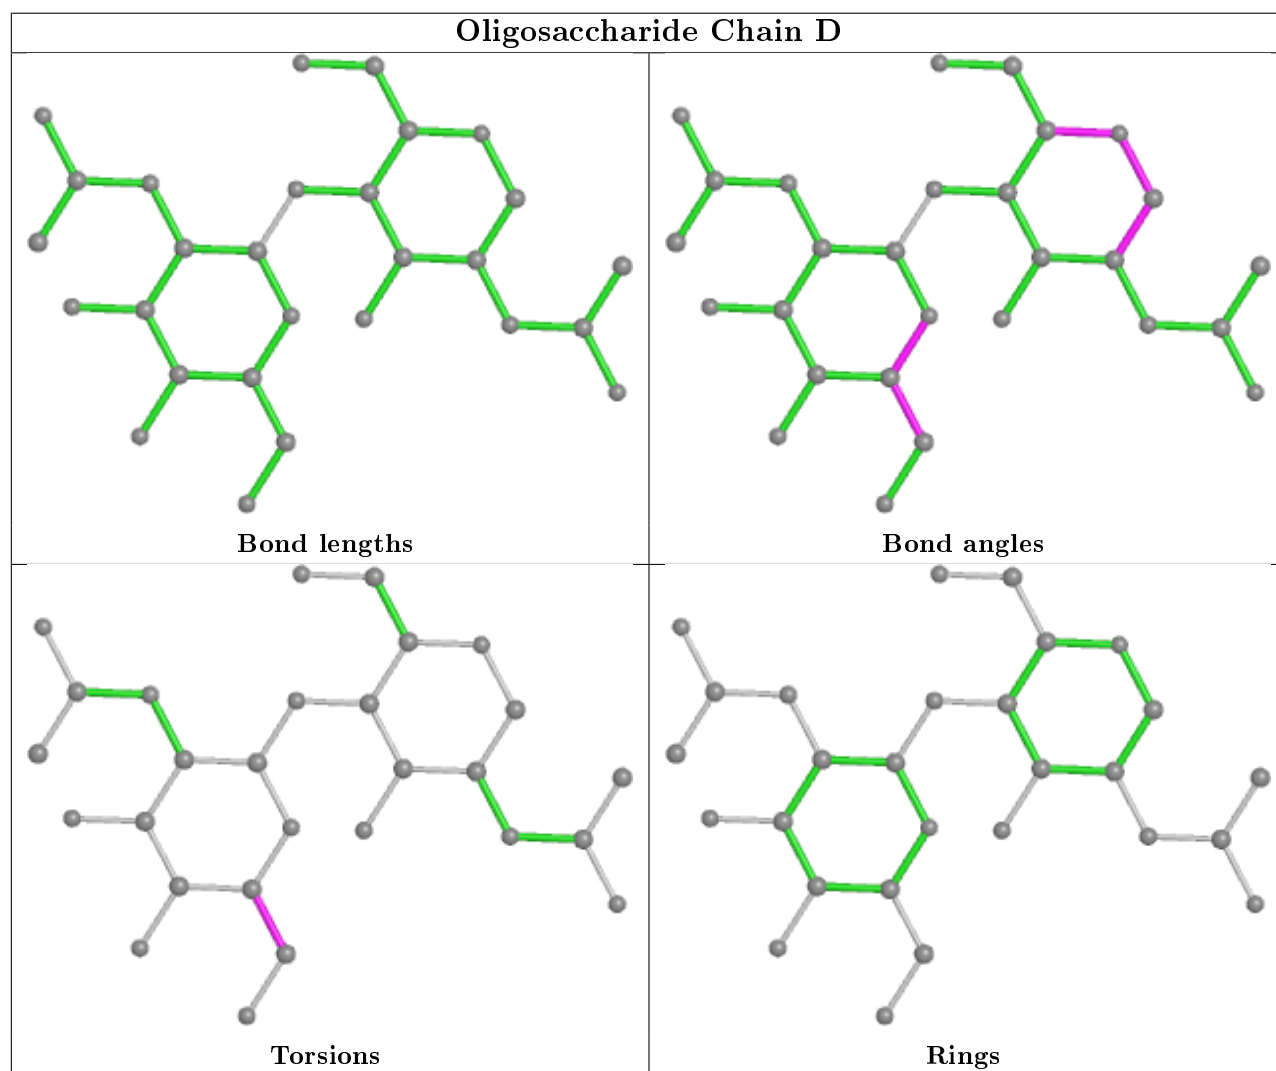 Oligosaccharide Chain D
Bond lengths
Bond angles
Torsions
Rings